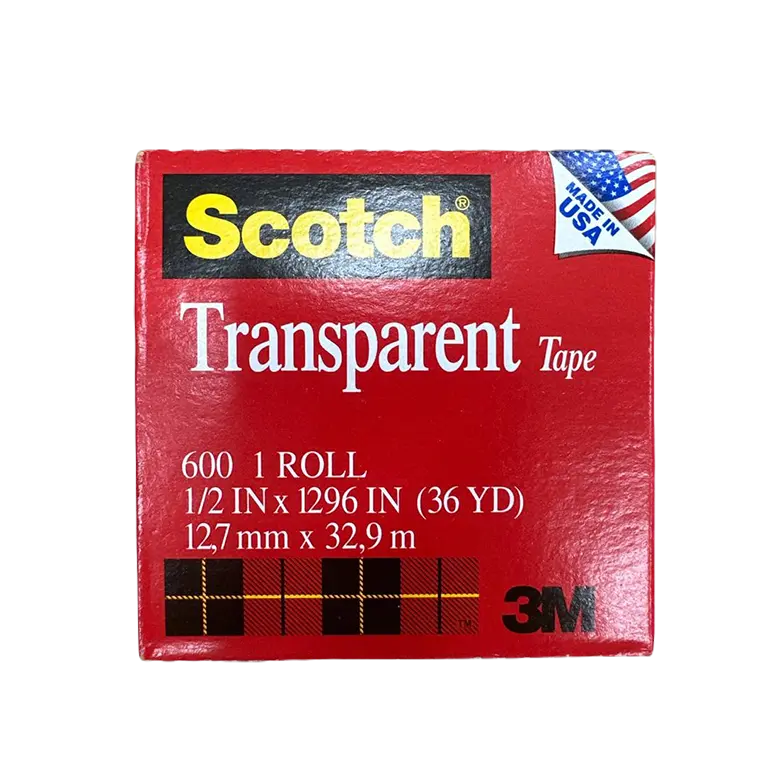 Scotch®
MADE IN
USA
Transparent Tape
600 1 ROLL
1/2 IN x 1296 IN (36 YD)
12,7 mm x 32,9 m
TM
3M